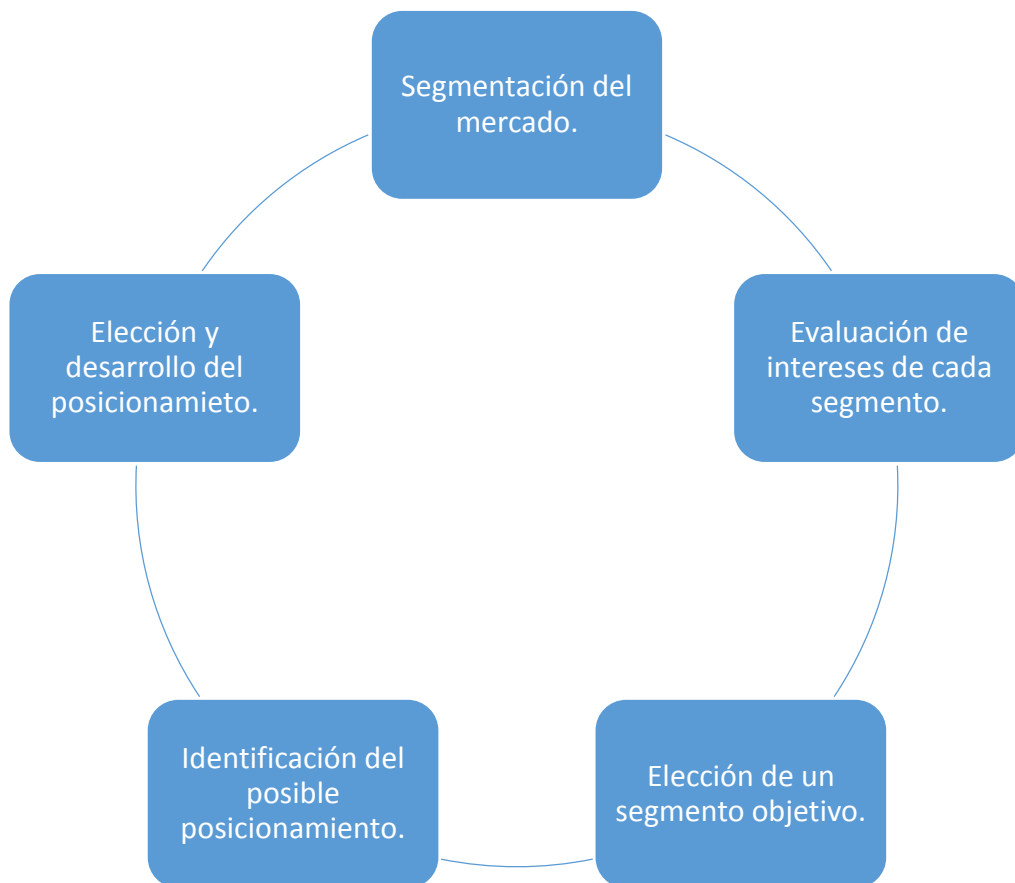 Segmentación del
mercado.
Evaluación de
intereses de cada
segmento.
Elección de un
segmento objetivo.
Identificación del
posible
posicionamiento.
Elección y
desarrollo del
posicionamieto.